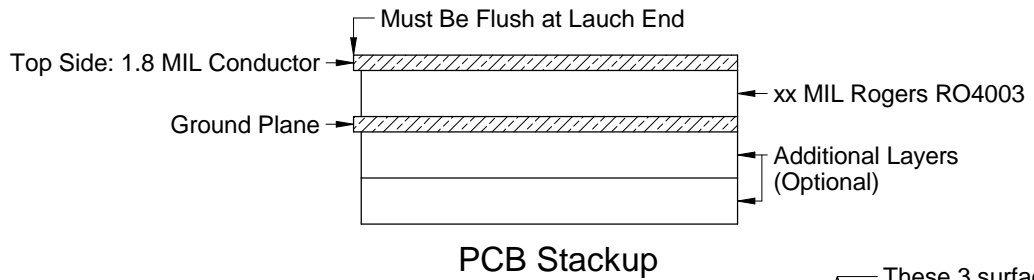 Must Be Flush at Lauch End
Top Side: 1.8 MIL Conductor
xx MIL Rogers RO4003
Ground Plane
Additional Layers
(Optional)
PCB Stackup
These 3 surfa